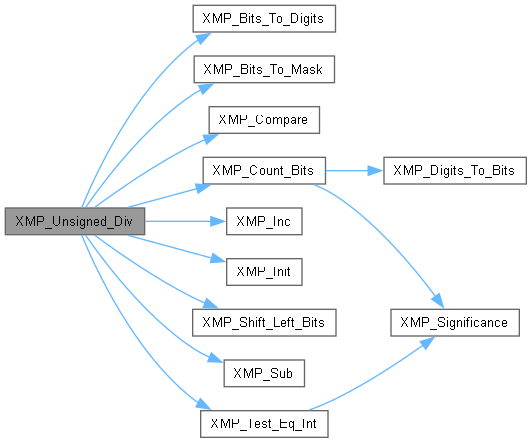 XMP_Bits_To_Digits
XMP_Bits_To_Mask
XMP_Compare
XMP_Count_Bits
XMP_Digits_To_Bits
XMP_Unsigned_Div
XMP_Inc
XMP_Init
XMP_Shift_Left_Bits
XMP_Significance
XMP_Sub
XMP_Test_Eq_Int